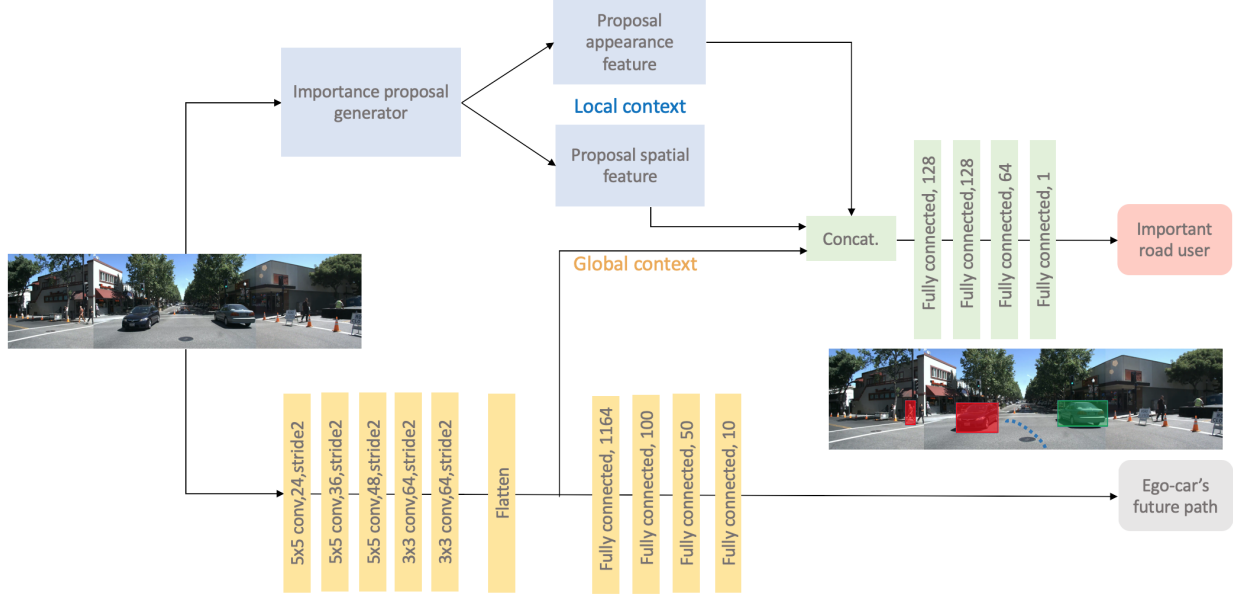 Proposal
appearance
feature
Importance proposal
generator
Local context
Proposal spatial
feature
Fully connected, 128
Fully connected,128
Fully connected, 64
Fully connected, 1
Concat.
Important
road user
Global context
5x5 conv,24,stride2
5x5 conv,36,stride2
5x5 conv,48,stride2
3x3 conv,64,stride2
3x3 conv,64,stride2
Flatten
Fully connected, 1164
Fully connected, 100
Fully connected, 50
Fully connected, 10
Ego-car's
future path